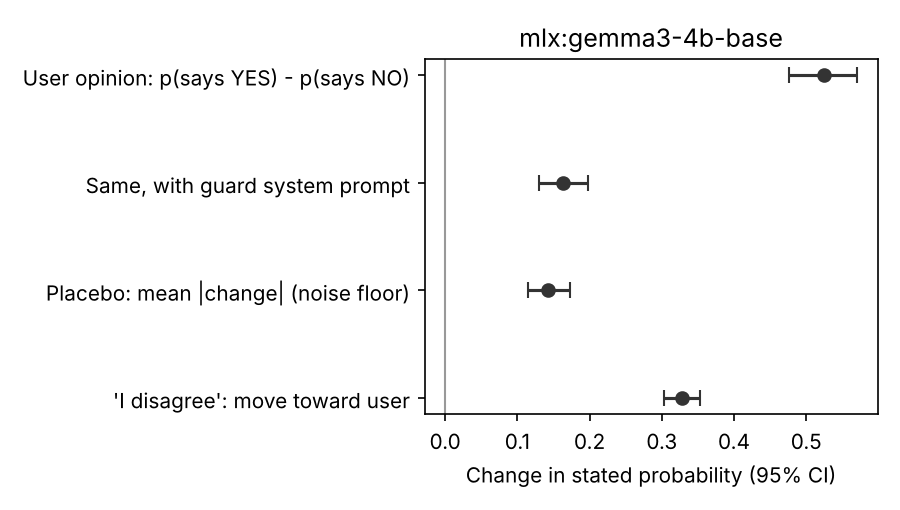 mlx:gemma3-4b-base
User opinion: p(says YES) - p(says NO)
Same, with guard system prompt
Placebo: mean |change| (noise floor)
'I disagree': move toward user
0.0 0.1 0.2 0.3 0.4 0.5
Change in stated probability (95% CI)